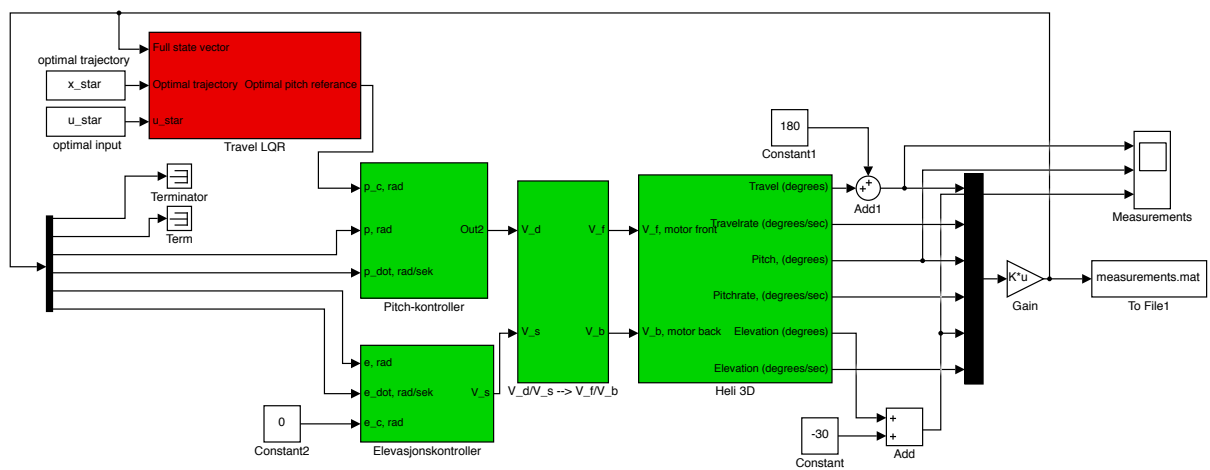 optimal trajectory
x_star
u_star
optimal input
Full state vector
Optimal trajectory
Optimal pitch referance
u_star
Travel LQR
Terminator
Term
p_c, rad
p, rad
Out2
p_dot, rad/sek
Pitch-kontroller
e, rad
e_dot, rad/sek
V_s
e_c, rad
Elevasjonskontroller
0
Constant2
V_d
V_f
V_s
V_b
V_d/V_s --> V_f/V_b
Travel (degrees)
V_f, motor front
Travelrate (degrees/sec)
Pitch, (degrees)
Pitchrate, (degrees/sec)
V_b, motor back
Elevation (degrees)
Elevation (degrees/sec)
Heli 3D
180
Constant1
+
+
Add1
-30
Constant
+
+
Add
K*u
Gain
Measurements
measurements.mat
To File1